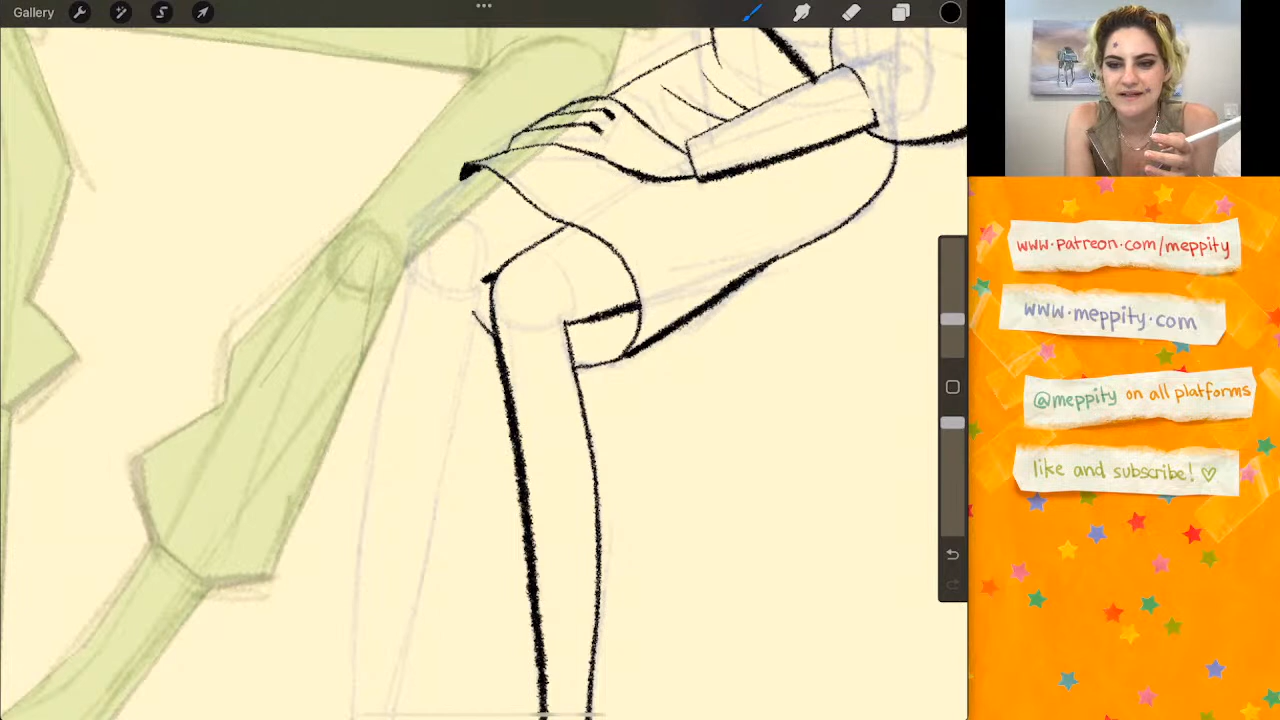 Gallery
www.patreon.com/meppity
www.meppity.com
@meppity on all platforms
like and subscribe! ♡